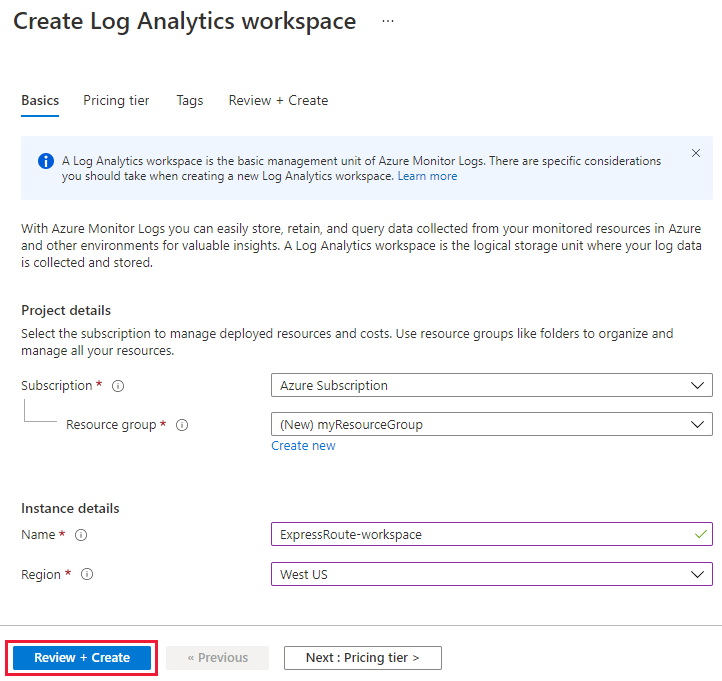 Create Log Analytics workspace ...
Basics Pricing tier Tags Review + Create
A Log Analytics workspace is the basic management unit of Azure Monitor Logs. There are specific considerations
you should take when creating a new Log Analytics workspace. Learn more
With Azure Monitor Logs you can easily store, retain, and query data collected from your monitored resources in Azure
and other environments for valuable insights. A Log Analytics workspace is the logical storage unit where your log data
is collected and stored.
Project details
Select the subscription to manage deployed resources and costs. Use resource groups like folders to organize and
manage all your resources.
Subscription * Azure Subscription
Resource group * (New) myResourceGroup
Create new
Instance details
Name * ExpressRoute-workspace
Region * West US
Review + Create « Previous Next : Pricing tier >